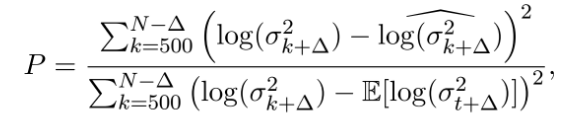 $$P = \frac{\sum_{k=500}^{N-\Delta} \left( \log(\sigma_{k+\Delta}^2) - \widehat{\log(\sigma_{k+\Delta}^2)} \right)^2}{\sum_{k=500}^{N-\Delta} \left( \log(\sigma_{k+\Delta}^2) - \mathbb{E}[\log(\sigma_{t+\Delta}^2)] \right)^2},$$